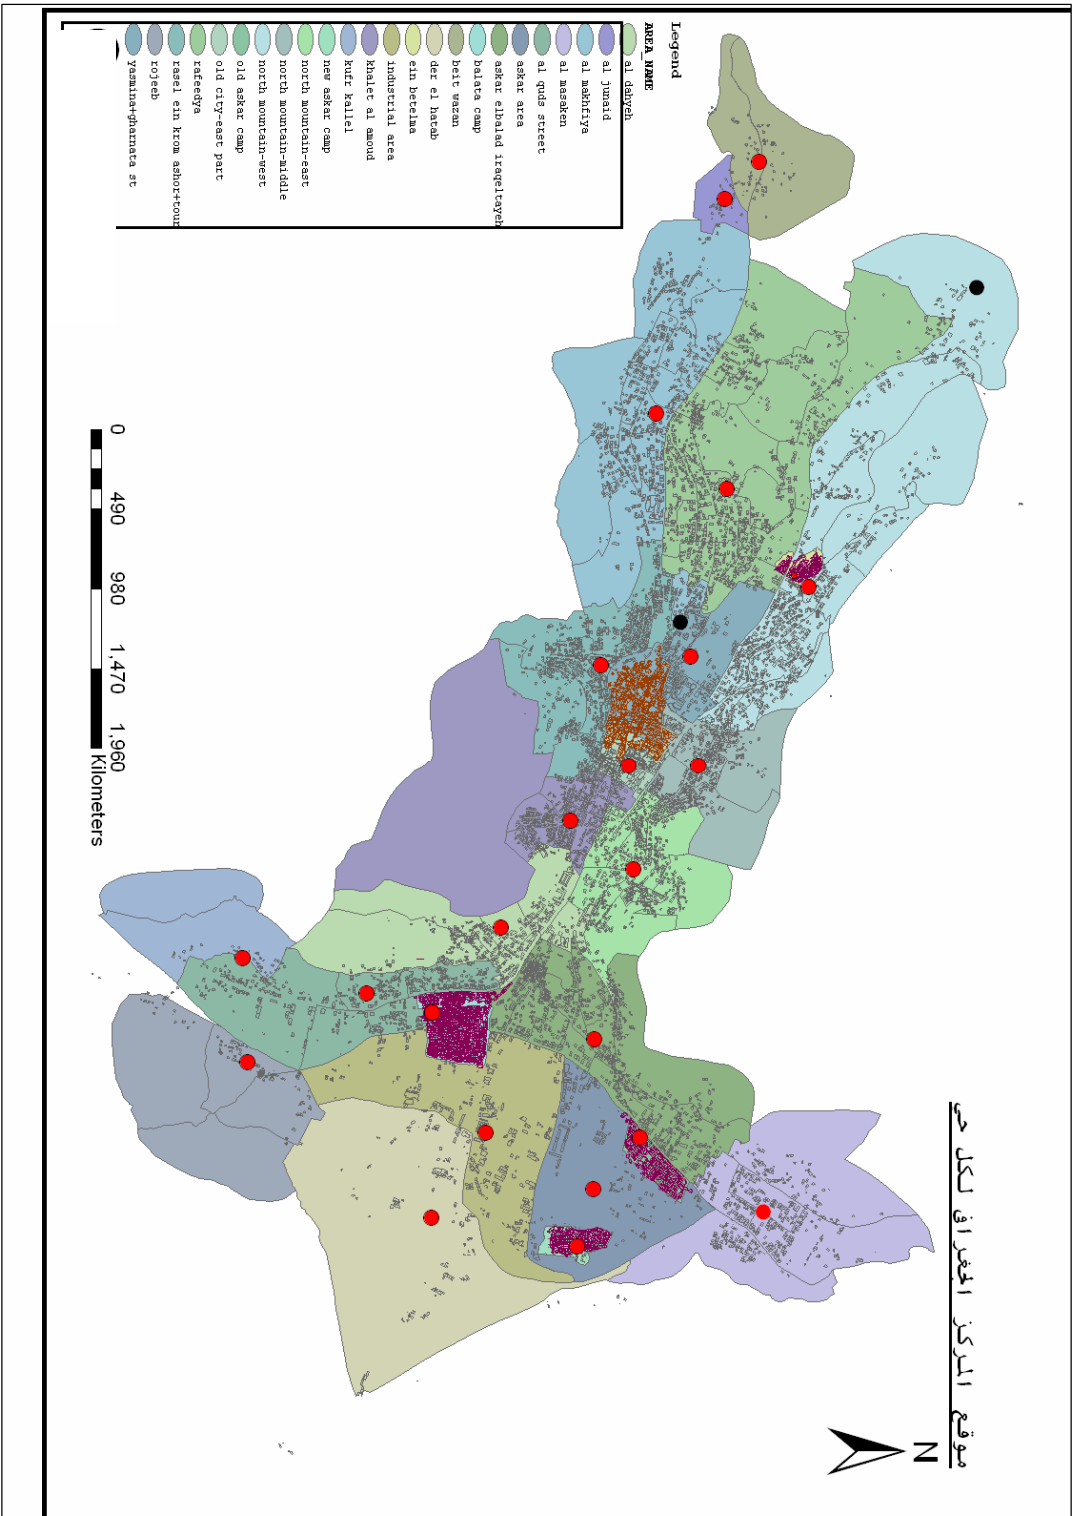 موقع المركز الجغرافي لكل حي
N
Legend
AREA_NAME
al dahyeh
al junaid
al makhfiya
al masaken
al quds street
askar area
askar elbalad iraqeltayeh
balata camp
beit wazan
der el hatab
ein betelma
industrial area
khalet al amoud
kufr kallel
new askar camp
north mountain-east
north mountain-middle
north mountain-west
old askar camp
old city-east part
rafeedya
rasel ein krom ashor+tour
rojeeb
yasmina+gharnata st
0 490 980 1,470 1,960
Kilometers